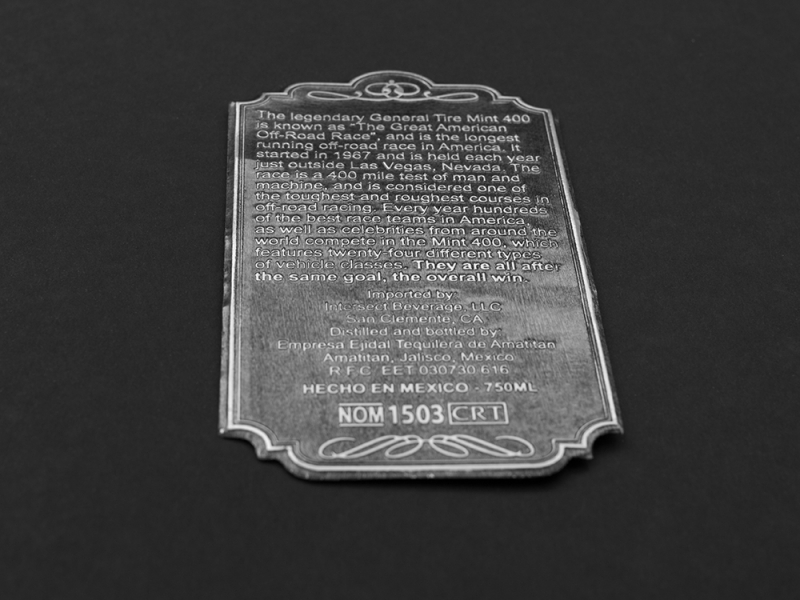 The legendary General Tire Mint 400
is known as "The Great American
Off-Road Race", and is the longest
running off-road race in America. It
started in 1967 and is held each year
just outside Las Vegas, Nevada. The
race is a 400 mile test of man and
machine, and is considered one of
the toughest and roughest courses in
off-road racing. Every year hundreds
of the best race teams in America,
as well as celebrities from around the
world compete in the Mint 400, which
features twenty-four different types
of vehicle classes. They are all after
the same goal, the overall win.
Imported by:
Intersect Beverage, LLC
San Clemente, CA
Distilled and bottled by:
Empresa Ejidal Tequilera de Amatitan
Amatitan, Jalisco, Mexico
R F C EET 030730 616
HECHO EN MEXICO - 750ML
NOM 1503 CRT